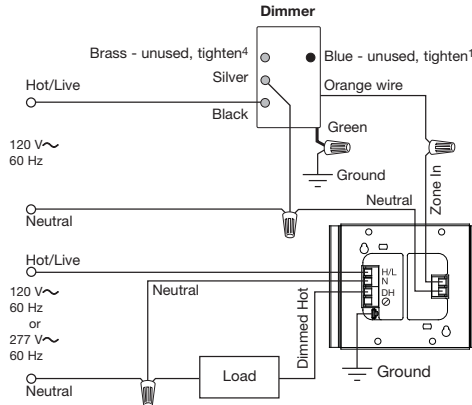 Dimmer
Brass - unused, tighten⁴
Blue - unused, tighten¹
Silver
Orange wire
Hot/Live
Black
Green
120 V~
60 Hz
Ground
Zone In
Neutral
Neutral
Hot/Live
H/L
N
DH
120 V~
60 Hz
or
277 V~
60 Hz
Neutral
Dimmed Hot
Load
Ground
Neutral